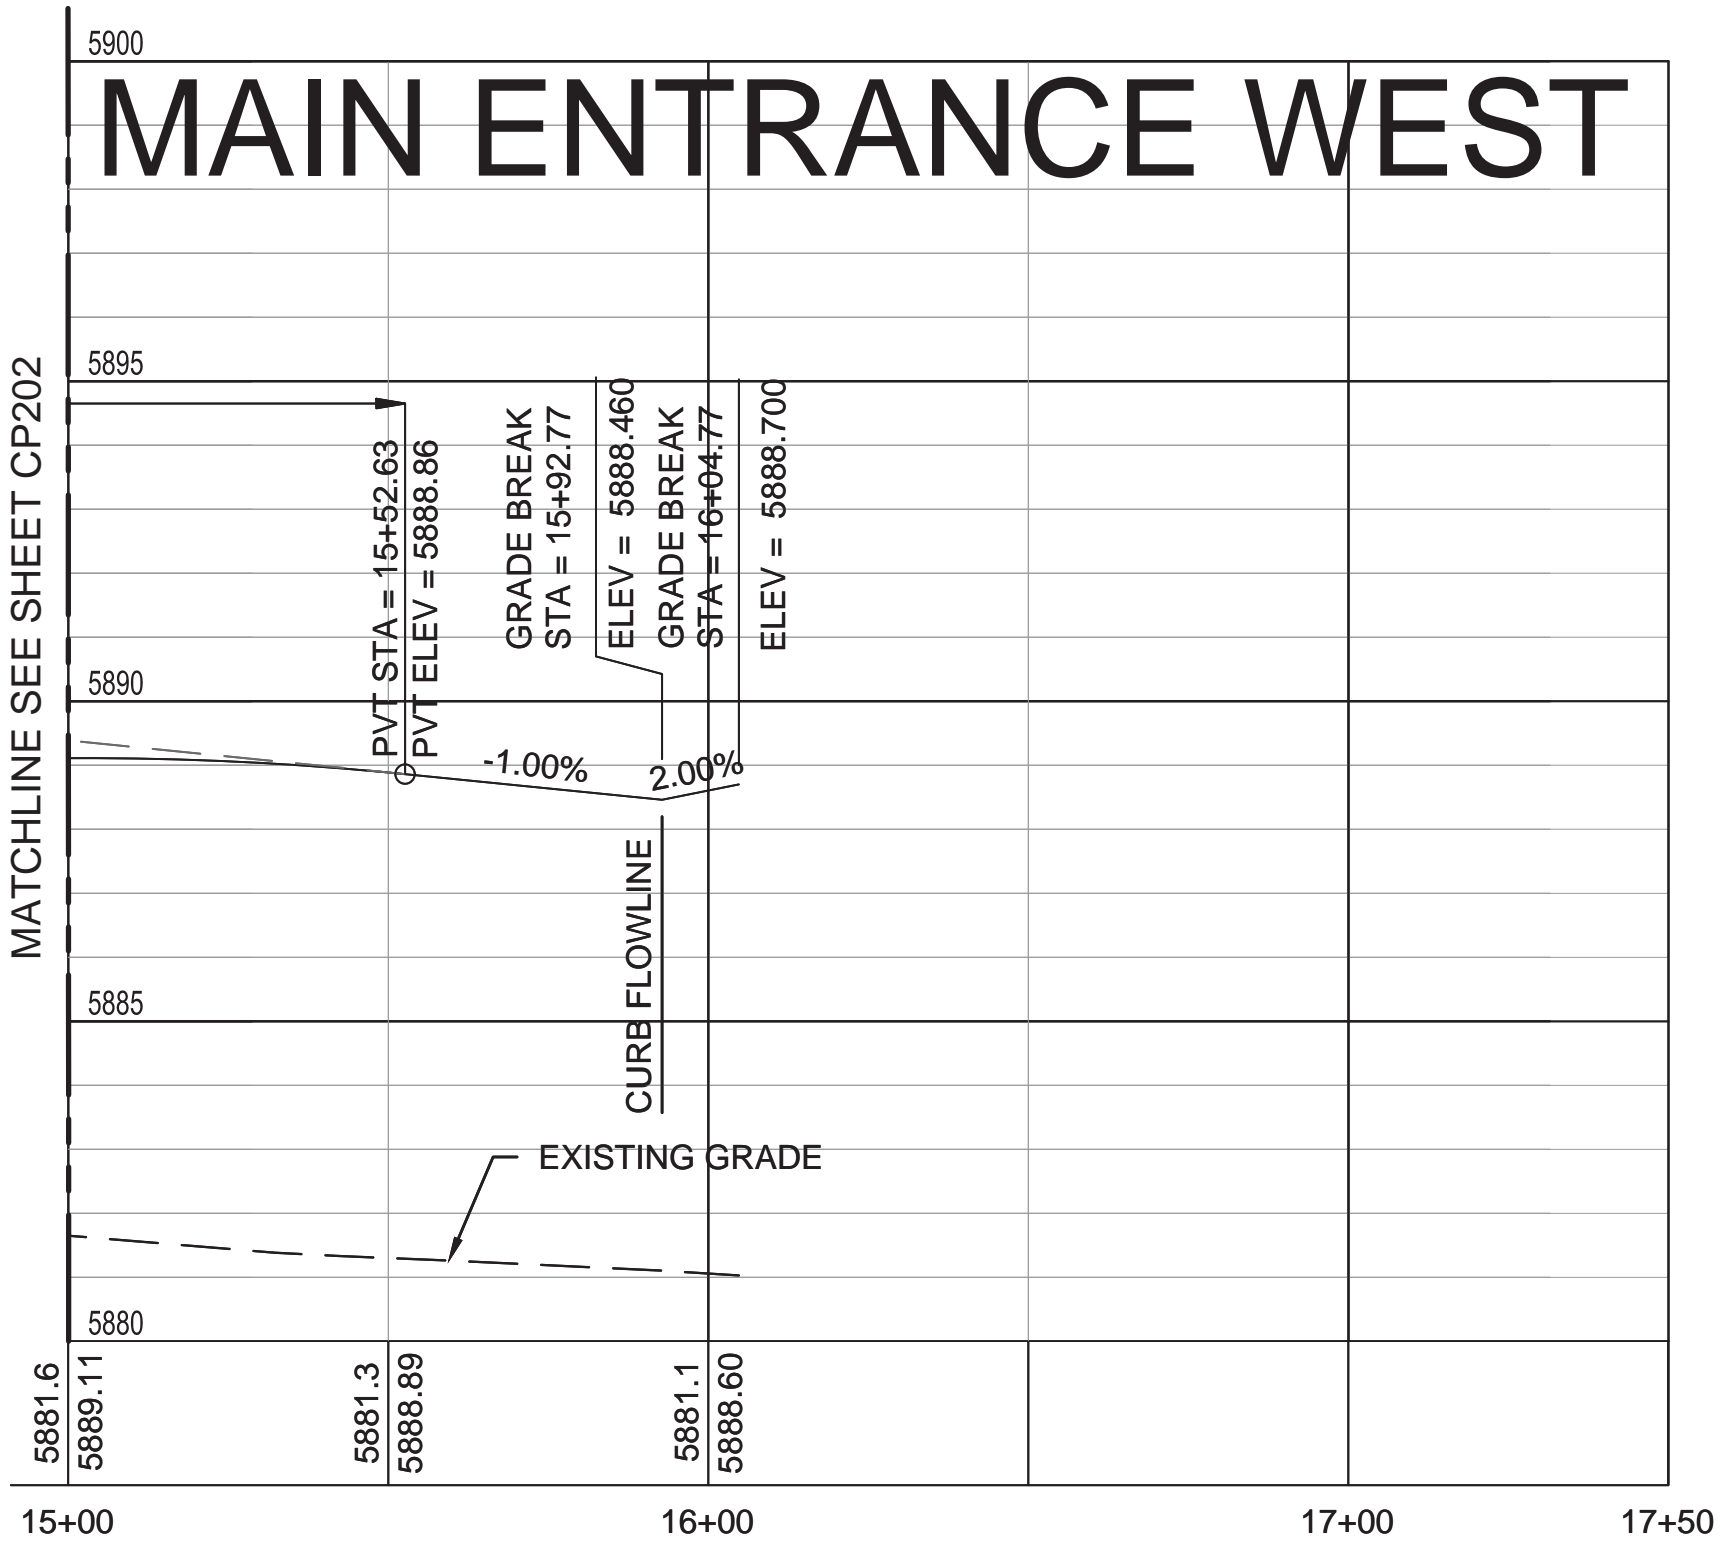 5900
MAIN ENTRANCE WEST
5895
MATCHLINE SEE SHEET CP202
PVT STA = 15+52.63
PVT ELEV = 5888.86
GRADE BREAK
STA = 15+92.77
ELEV = 5888.460
GRADE BREAK
STA = 16+04.77
ELEV = 5888.700
5890
-1.00%
2.00%
CURB FLOWLINE
5885
EXISTING GRADE
5880
5881.6
5889.11
5881.3
5888.89
5881.1
5888.60
15+00
16+00
17+00
17+50